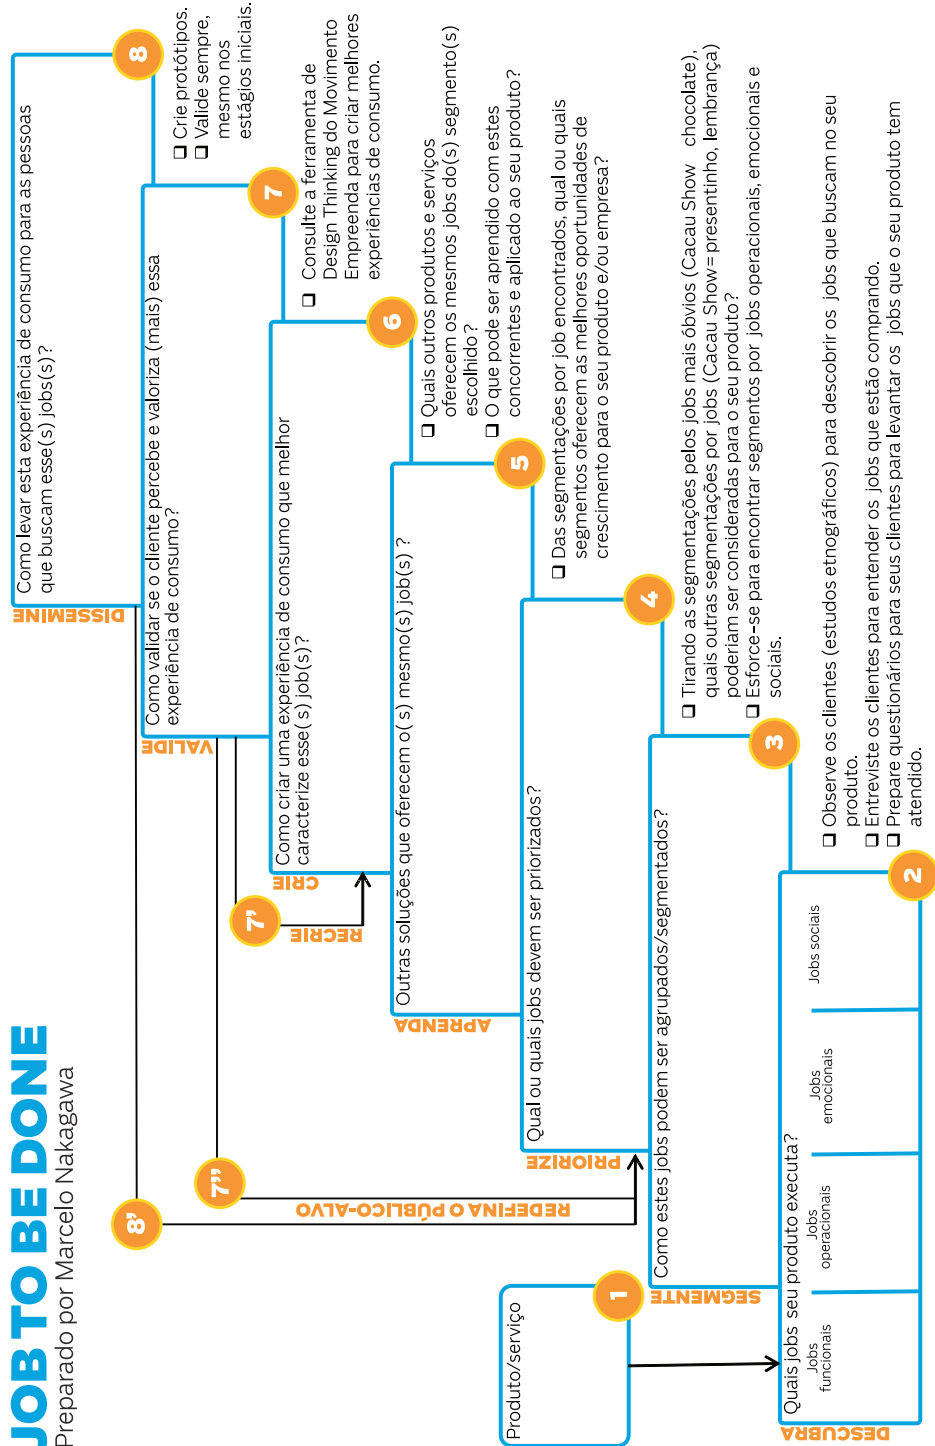 JOB TO BE DONE
Preparado por Marcelo Nakagawa
Produto/serviço
1
DESCUBRA
Quais jobs seu produto executa?
Jobs
funcionais
Jobs
operacionais
Jobs
emocionais
Jobs sociais
2
❑ Observe os clientes (estudos etnográficos) para descobrir os jobs que buscam no seu
produto.
❑ Entreviste os clientes para entender os jobs que estão comprando.
❑ Prepare questionários para seus clientes para levantar os jobs que o seu produto tem
atendido.
SEGMENTE
Como estes jobs podem ser agrupados/segmentados?
3
❑ Tirando as segmentações pelos jobs mais óbvios (Cacau Show chocolate),
quais outras segmentações por jobs (Cacau Show=presentinho, lembrança)
poderiam ser consideradas para o seu produto?
❑ Esforce-se para encontrar segmentos por jobs operacionais, emocionais e
sociais.
PRIORIZE
Qual ou quais jobs devem ser priorizados?
4
❑ Das segmentações por job encontrados, qual ou quais
segmentos oferecem as melhores oportunidades de
crescimento para o seu produto e/ou empresa?
APRENDA
Outras soluções que oferecem o(s) mesmo(s) job(s) ?
5
❑ Quais outros produtos e serviços
oferecem os mesmos jobs do(s) segmento(s)
escolhido?
❑ O que pode ser aprendido com estes
concorrentes e aplicado ao seu produto?
CRIE
Como criar uma experiência de consumo que melhor
caracterize esse(s) job(s)?
6
❑ Consulte a ferramenta de
Design Thinking do Movimento
Empreenda para criar melhores
experiências de consumo.
VALIDE
Como validar se o cliente percebe e valoriza (mais) essa
experiência de consumo?
7
❑ Crie protótipos.
❑ Valide sempre,
mesmo nos
estágios iniciais.
DISSEMINE
Como levar esta experiência de consumo para as pessoas
que buscam esse(s) jobs(s)?
8
7'
RECRIE
7''
8'
REDEFINA O PÚBLICO-ALVO